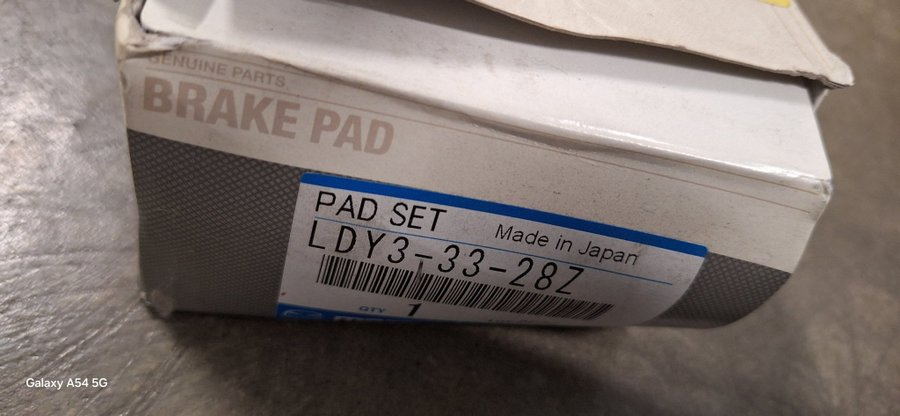 GENUINE PARTS
BRAKE PAD
PAD SET
Made in Japan
LDY3-33-28Z
QTY 1
Galaxy A54 5G